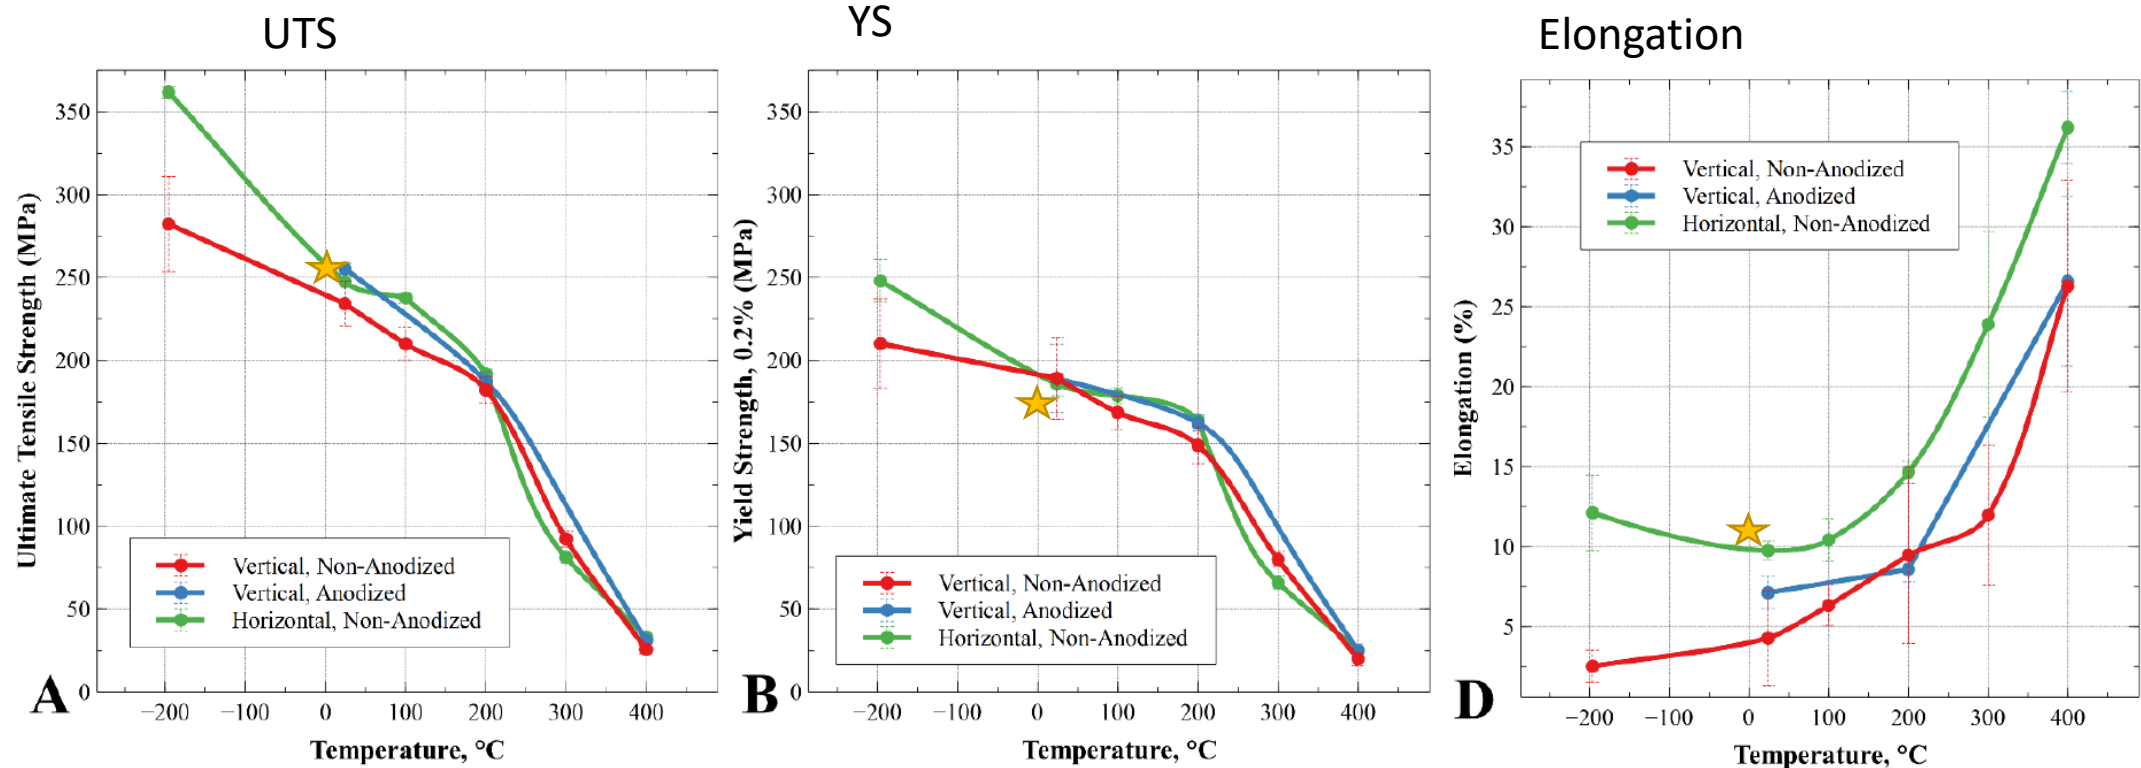 UTS
YS
Elongation
Ultimate Tensile Strength (MPa)
350
300
250
200
150
100
50
0
Vertical, Non-Anodized
Vertical, Anodized
Horizontal, Non-Anodized
A
−200 −100 0 100 200 300 400
Temperature, °C
Yield Strength, 0.2% (MPa)
350
300
250
200
150
100
50
0
Vertical, Non-Anodized
Vertical, Anodized
Horizontal, Non-Anodized
B
−200 −100 0 100 200 300 400
Temperature, °C
Elongation (%)
35
30
25
20
15
10
5
Vertical, Non-Anodized
Vertical, Anodized
Horizontal, Non-Anodized
D
−200 −100 0 100 200 300 400
Temperature, °C